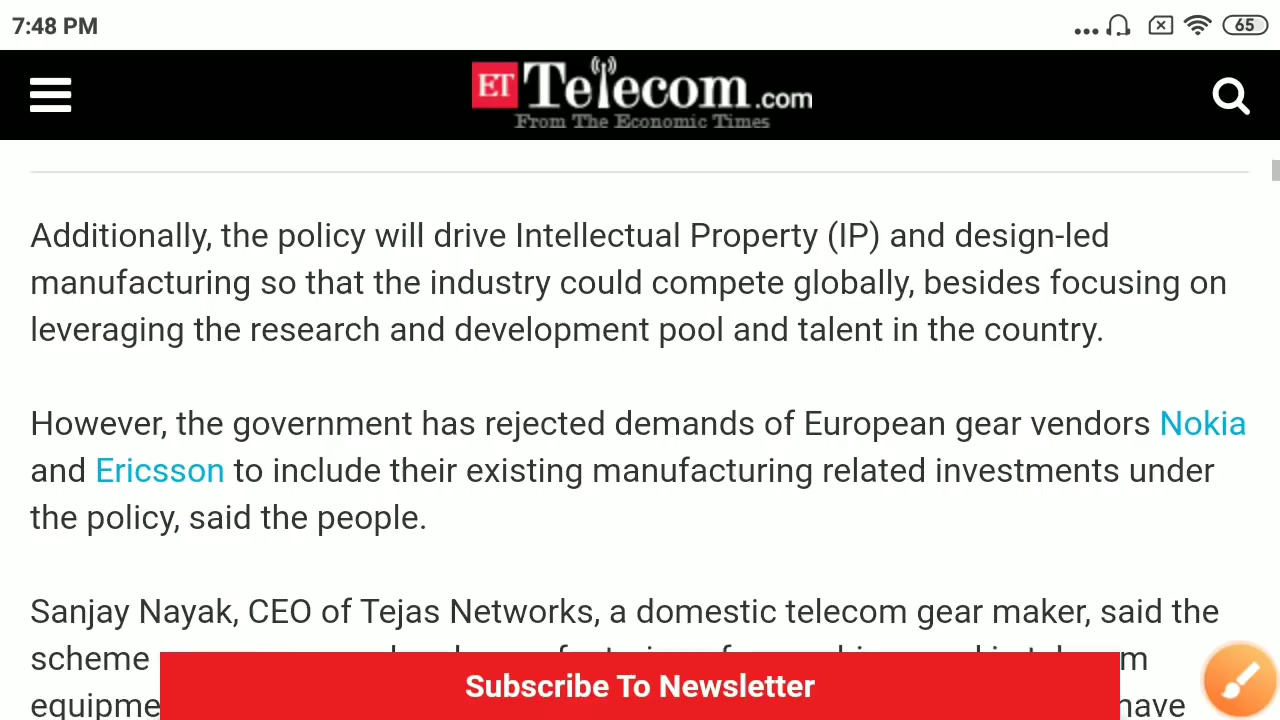 7:48 PM
65
ET Telecom.com
From The Economic Times
Additionally, the policy will drive Intellectual Property (IP) and design-led
manufacturing so that the industry could compete globally, besides focusing on
leveraging the research and development pool and talent in the country.
However, the government has rejected demands of European gear vendors Nokia
and Ericsson to include their existing manufacturing related investments under
the policy, said the people.
Sanjay Nayak, CEO of Tejas Networks, a domestic telecom gear maker, said the
scheme
Subscribe To Newsletter
have